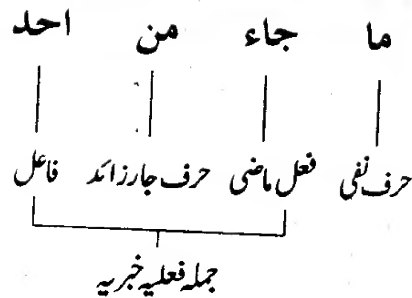 ما جاء من احد
حرف نفی فعل ماضی حرف جار زائد فاعل
جملہ فعلیہ خبریہ